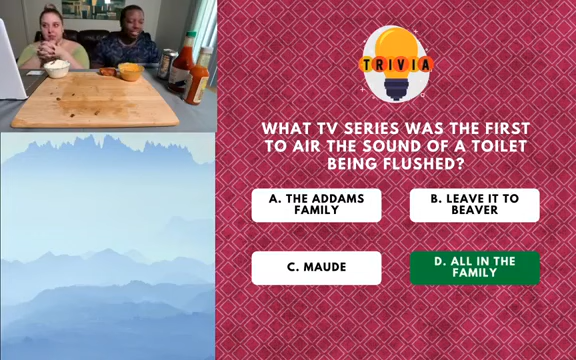 TRIVIA
WHAT TV SERIES WAS THE FIRST
TO AIR THE SOUND OF A TOILET
BEING FLUSHED?
A. THE ADDAMS
FAMILY
B. LEAVE IT TO
BEAVER
C. MAUDE
D. ALL IN THE
FAMILY